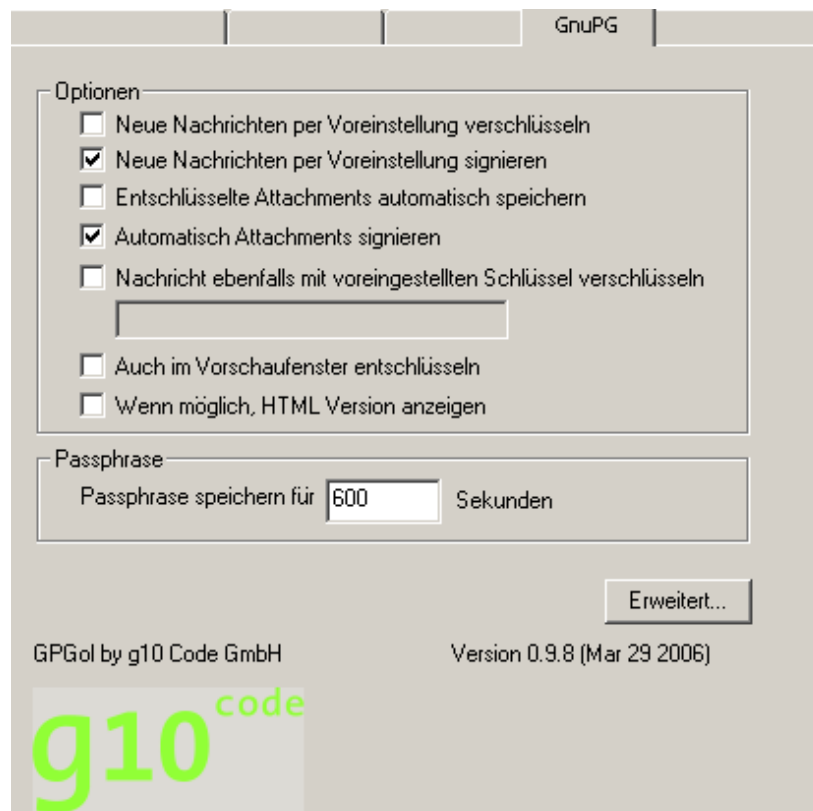 GnuPG
Optionen
Neue Nachrichten per Voreinstellung verschlüsseln
Neue Nachrichten per Voreinstellung signieren
Entschlüsselte Attachments automatisch speichern
Automatisch Attachments signieren
Nachricht ebenfalls mit voreingestellten Schlüssel verschlüsseln
Auch im Vorschaufenster entschlüsseln
Wenn möglich, HTML Version anzeigen
Passphrase
Passphrase speichern für 600 Sekunden
Erweitert...
GPGol by g10 Code GmbH Version 0.9.8 (Mar 29 2006)
g10 code